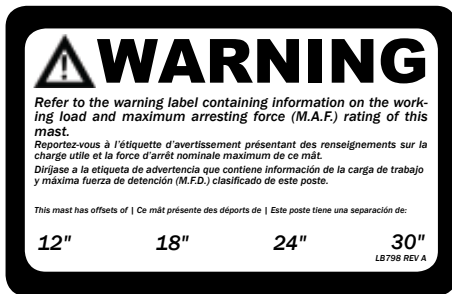 WARNING
Refer to the warning label containing information on the work-
ing load and maximum arresting force (M.A.F.) rating of this
mast.
Reportez-vous à l'étiquette d'avertissement présentant des renseignements sur la
charge utile et la force d'arrêt nominale maximum de ce mât.
Diríjase a la etiqueta de advertencia que contiene información de la carga de trabajo
y máxima fuerza de detención (M.F.D.) clasificado de este poste.
This mast has offsets of | Ce mât présente des déports de | Este poste tiene una separación de:
12" 18" 24" 30"
LB798 REV A